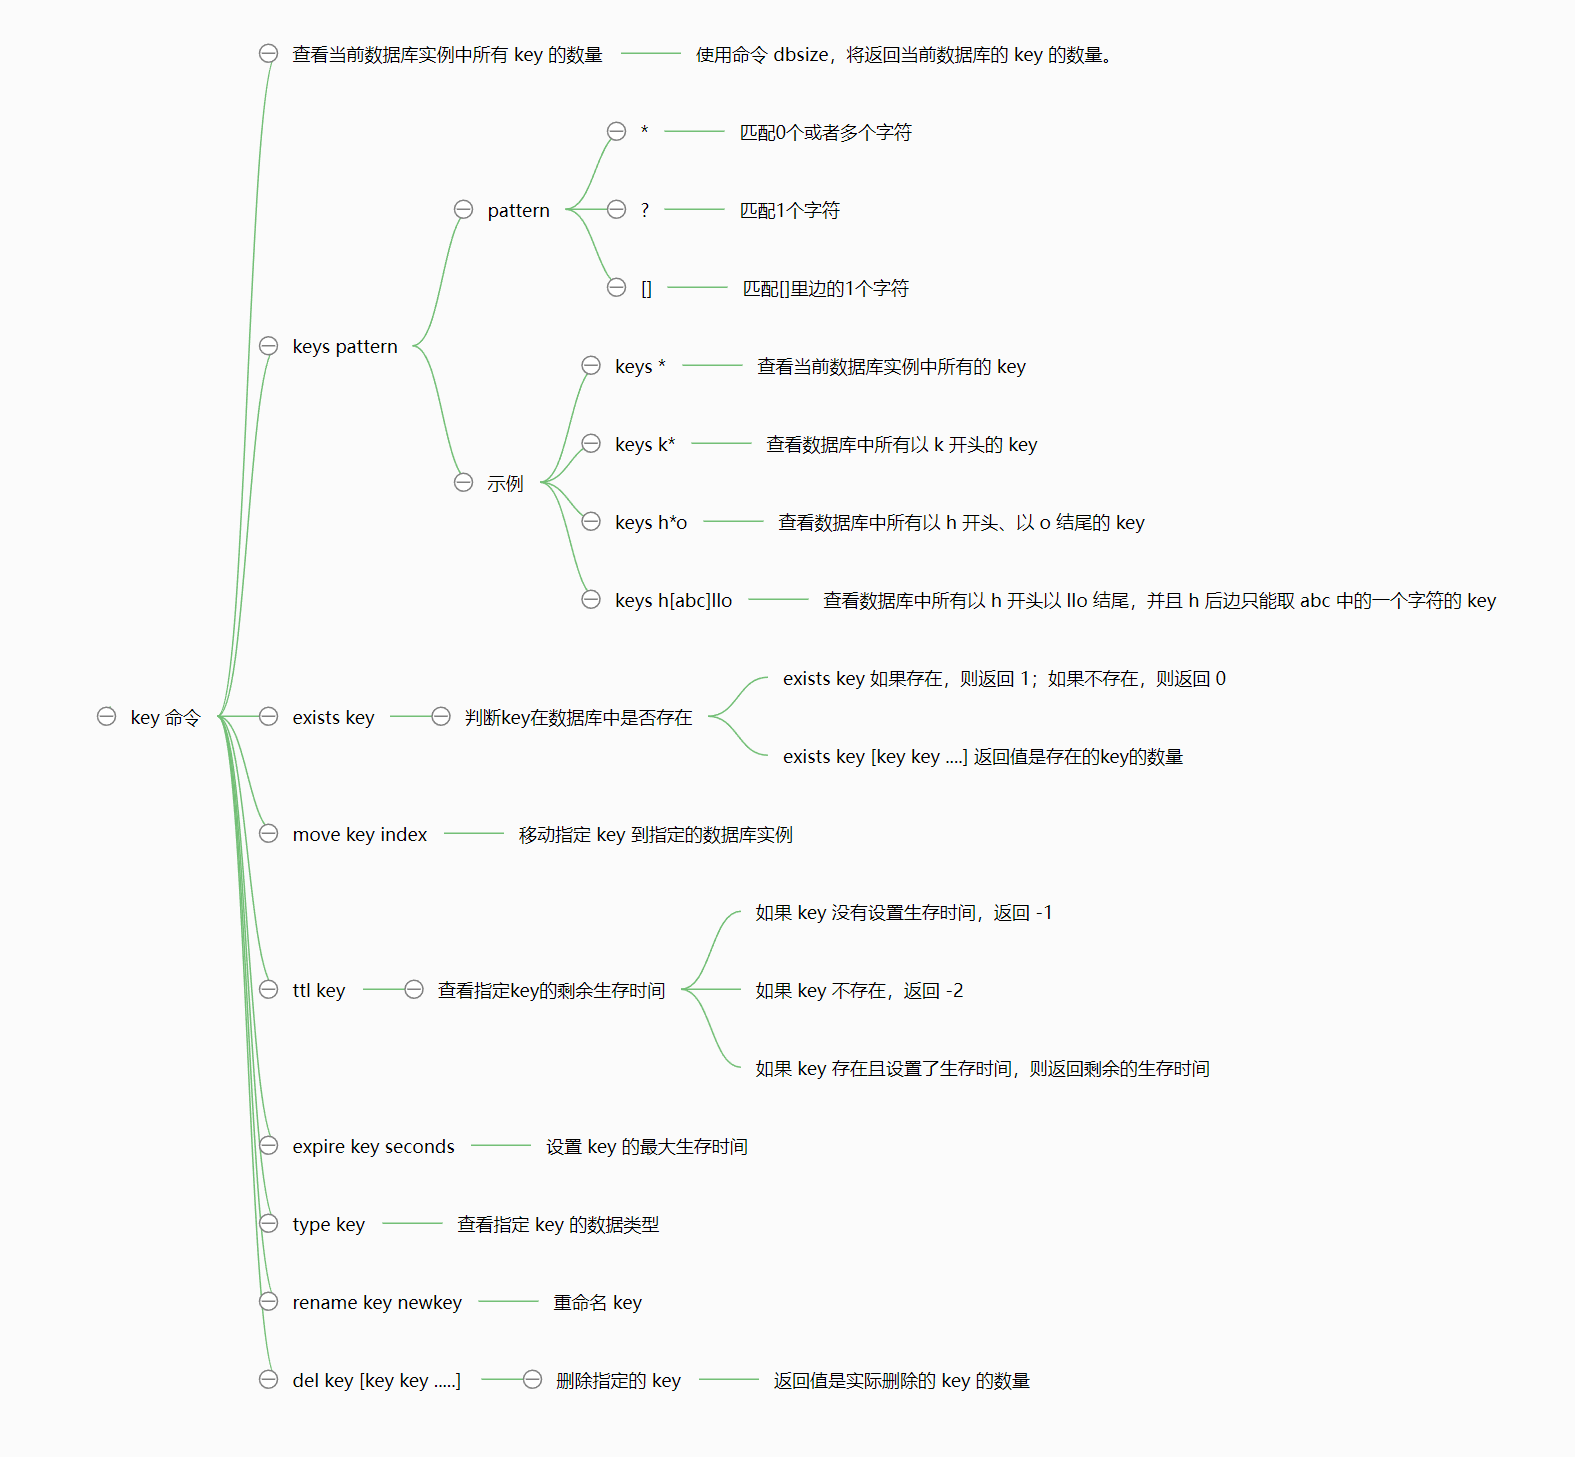 查看当前数据库实例中所有 key 的数量
使用命令 dbsize，将返回当前数据库的 key 的数量。
*
匹配0个或者多个字符
pattern
?
匹配1个字符
[]
匹配[]里边的1个字符
keys pattern
keys *
查看当前数据库实例中所有的 key
keys k*
查看数据库中所有以 k 开头的 key
示例
keys h*o
查看数据库中所有以 h 开头、以 o 结尾的 key
keys h[abc]llo
查看数据库中所有以 h 开头以 llo 结尾，并且 h 后边只能取 abc 中的一个字符的 key
exists key 如果存在，则返回 1；如果不存在，则返回 0
key 命令
exists key
判断key在数据库中是否存在
exists key [key key ....] 返回值是存在的key的数量
move key index
移动指定 key 到指定的数据库实例
如果 key 没有设置生存时间，返回 -1
ttl key
查看指定key的剩余生存时间
如果 key 不存在，返回 -2
如果 key 存在且设置了生存时间，则返回剩余的生存时间
expire key seconds
设置 key 的最大生存时间
type key
查看指定 key 的数据类型
rename key newkey
重命名 key
del key [key key .....]
删除指定的 key
返回值是实际删除的 key 的数量